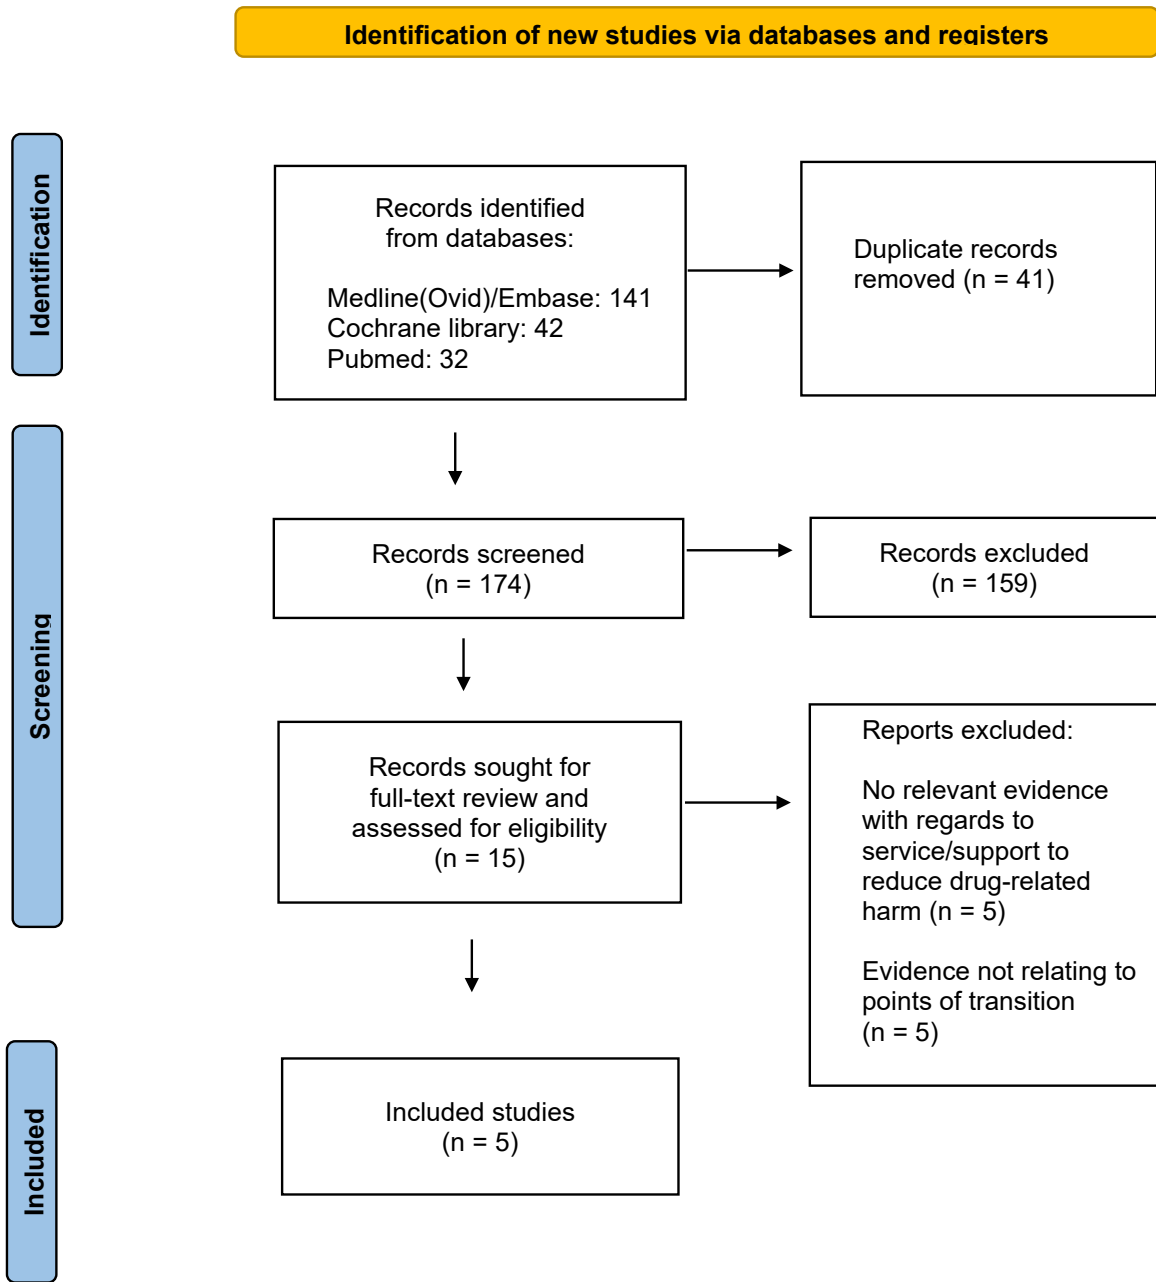 Identification of new studies via databases and registers
Identification
Records identified
from databases:
Medline(Ovid)/Embase: 141
Cochrane library: 42
Pubmed: 32
Duplicate records
removed (n = 41)
Screening
Records screened
(n = 174)
Records excluded
(n = 159)
Records sought for
full-text review and
assessed for eligibility
(n = 15)
Reports excluded:
No relevant evidence
with regards to
service/support to
reduce drug-related
harm (n = 5)
Evidence not relating to
points of transition
(n = 5)
Included
Included studies
(n = 5)